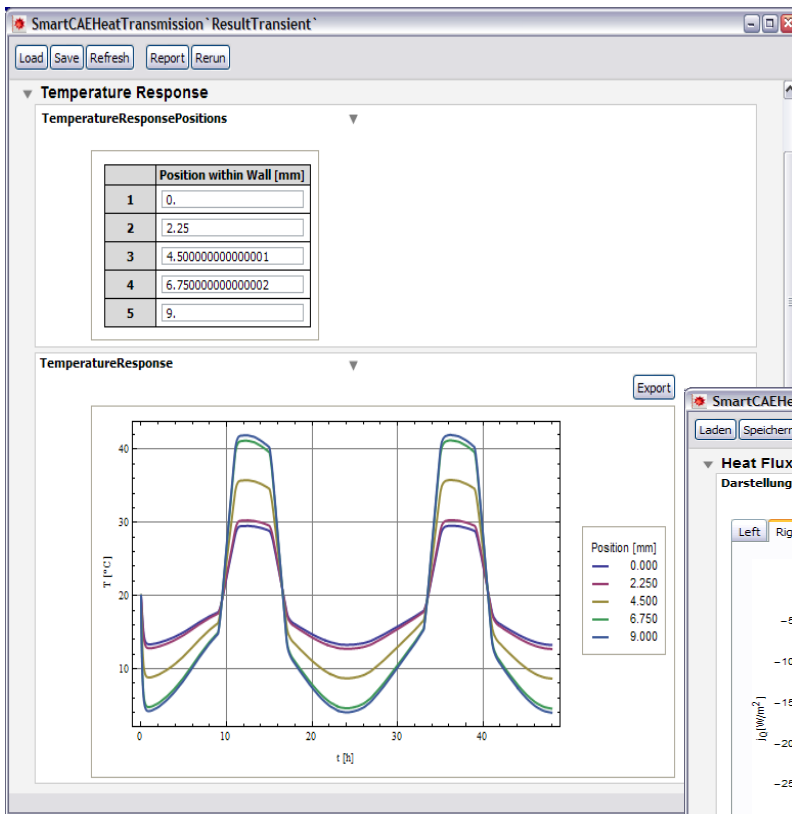 SmartCAEHeatTransmission`ResultTransient`
Load Save Refresh Report Rerun
Temperature Response
TemperatureResponsePositions
Position within Wall [mm]
1 0.
2 2.25
3 4.500000000000001
4 6.750000000000002
5 9.
TemperatureResponse
Export
40
30
20
10
T [°C]
0 10 20 30 40
t [h]
Position [mm]
0.000
2.250
4.500
6.750
9.000
SmartCAEHe
Laden Speichern
Heat Flux
Darstellung
Left Rig
-5
-10
-15
-20
-25
j0[W/m²]